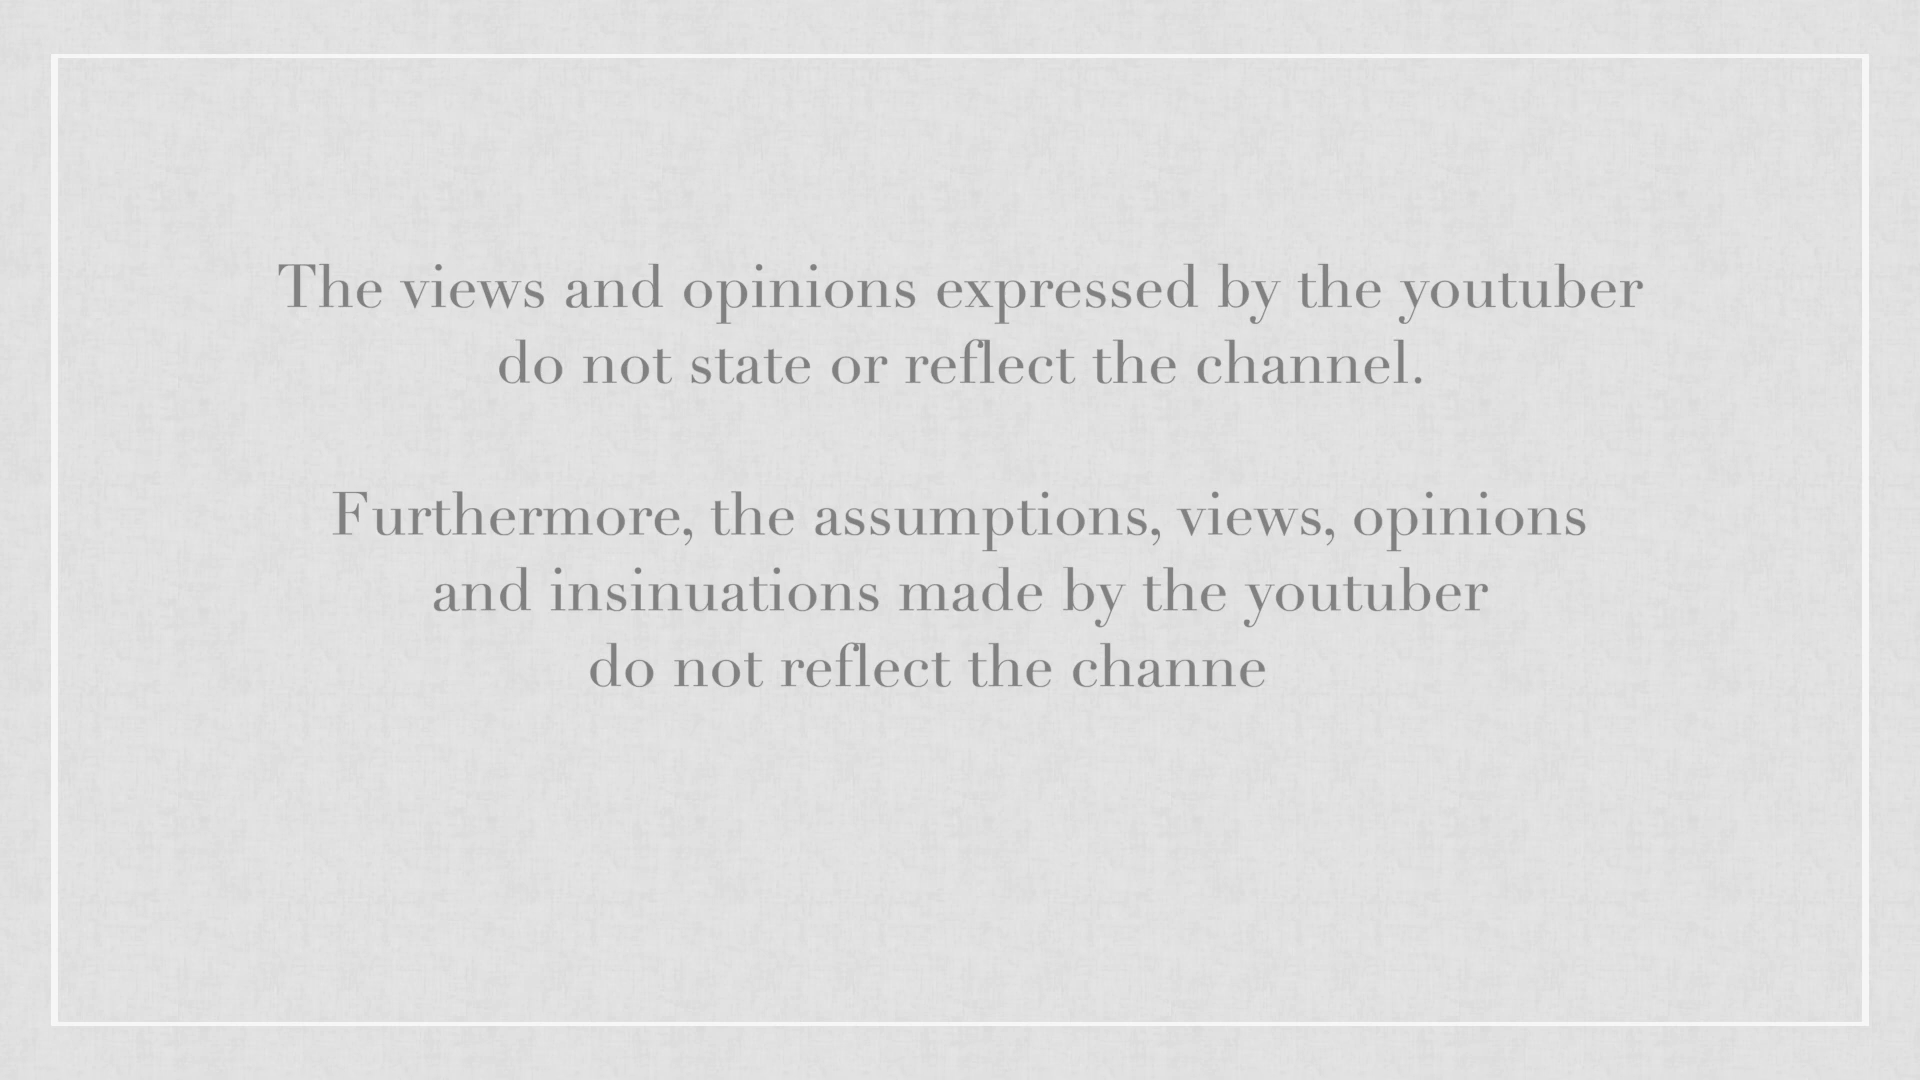 The views and opinions expressed by the youtuber
do not state or reflect the channel.
Furthermore, the assumptions, views, opinions
and insinuations made by the youtuber
do not reflect the channe